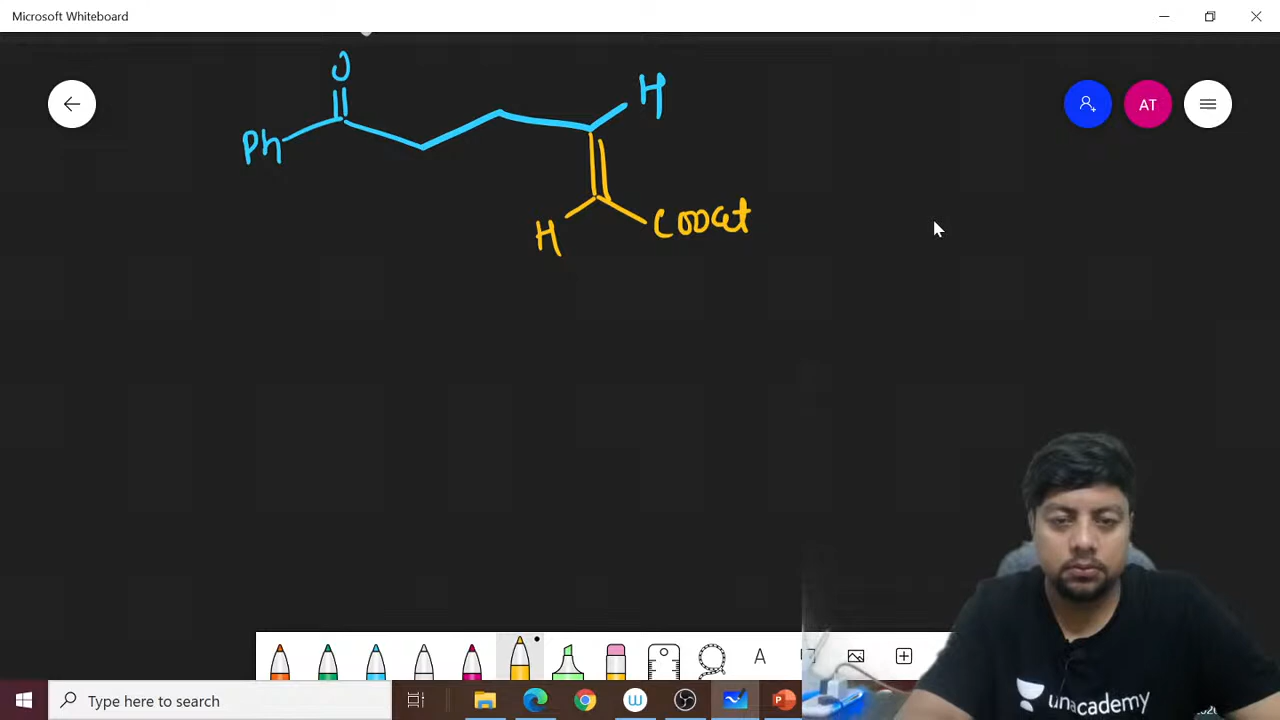 Microsoft Whiteboard
O
H
Ph
AT
H
COOEt
unacademy
A
Type here to search